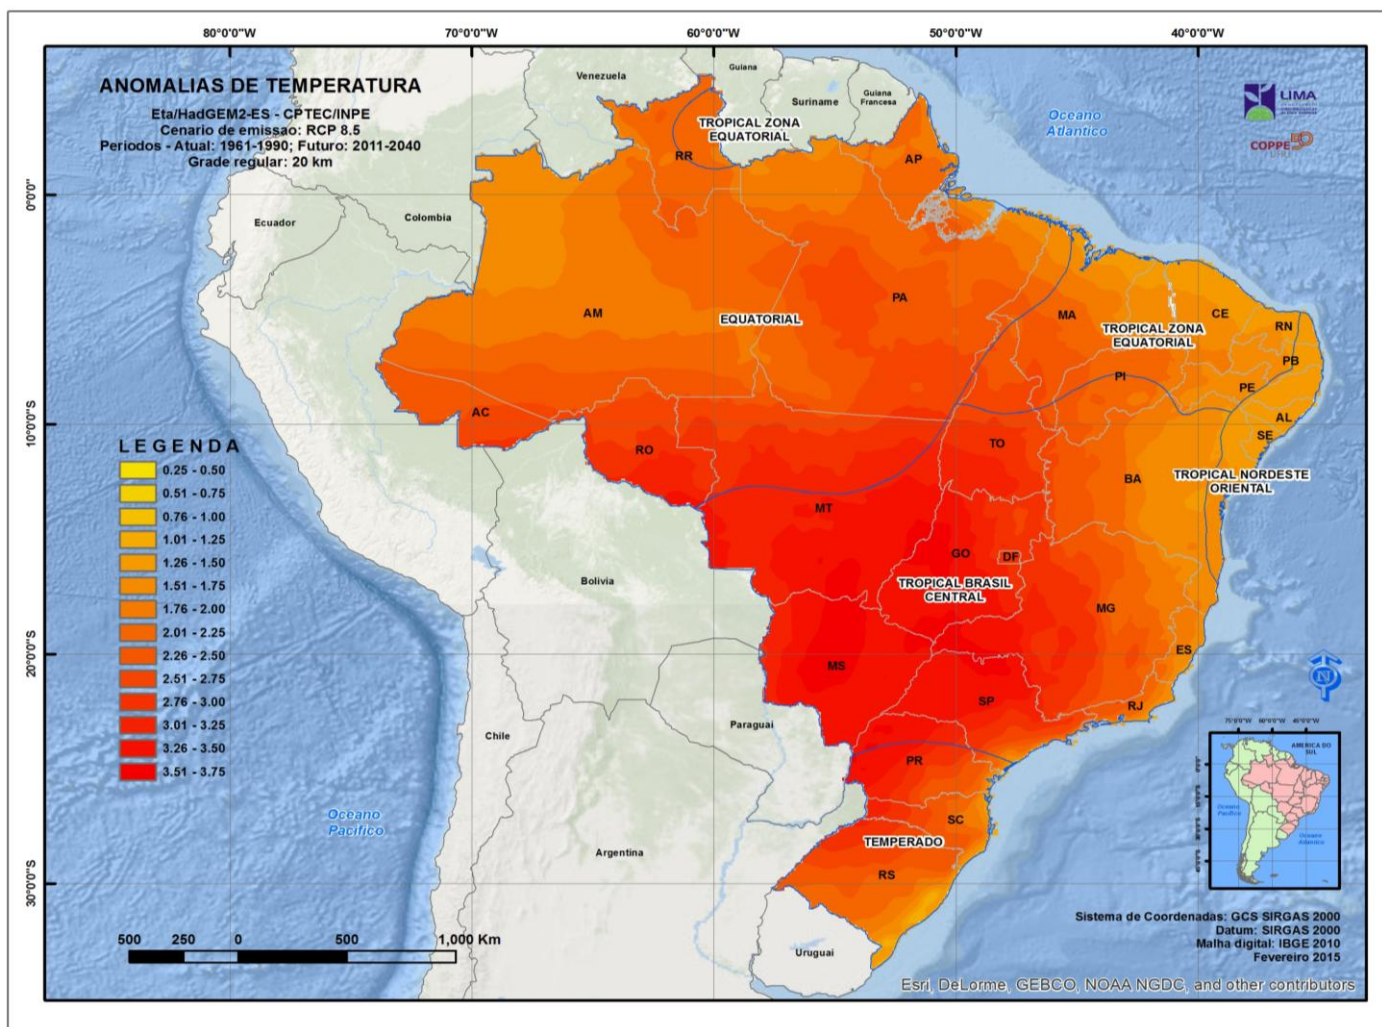 80°0'0"W
70°0'0"W
60°0'0"W
50°0'0"W
40°0'0"W
ANOMALIAS DE TEMPERATURA
Eta/HadGEM2-ES - CPTEC/INPE
Cenario de emissao: RCP 8.5
Periodos - Atual: 1961-1990; Futuro: 2011-2040
Grade regular: 20 km
Venezuela
Guiana
Suriname
Guiana
Francesa
Oceano
Atlantico
LIMA
COPPE
TROPICAL ZONA
EQUATORIAL
RR
AP
0°0'0"
Colombia
Ecuador
AM
EQUATORIAL
PA
MA
TROPICAL ZONA
EQUATORIAL
CE
RN
PB
PI
PE
AL
SE
AC
10°0'0"S
LEGENDA
0.25 - 0.50
0.51 - 0.75
0.76 - 1.00
1.01 - 1.25
1.26 - 1.50
1.51 - 1.75
1.76 - 2.00
2.01 - 2.25
2.26 - 2.50
2.51 - 2.75
2.76 - 3.00
3.01 - 3.25
3.26 - 3.50
3.51 - 3.75
RO
TO
BA
TROPICAL NORDESTE
ORIENTAL
MT
GO
DF
Bolivia
TROPICAL BRASIL
CENTRAL
MG
ES
20°0'0"S
MS
SP
RJ
N
Paraguai
Chile
PR
Oceano
Pacifico
SC
TEMPERADO
Argentina
RS
30°0'0"S
Uruguai
AMERICA DO
SUL
Oceano
Pacifico
Oceano
Atlantico
500
250
0
500
1,000 Km
Sistema de Coordenadas: GCS SIRGAS 2000
Datum: SIRGAS 2000
Malha digital: IBGE 2010
Fevereiro 2015
Esri, DeLorme, GEBCO, NOAA NGDC, and other contributors